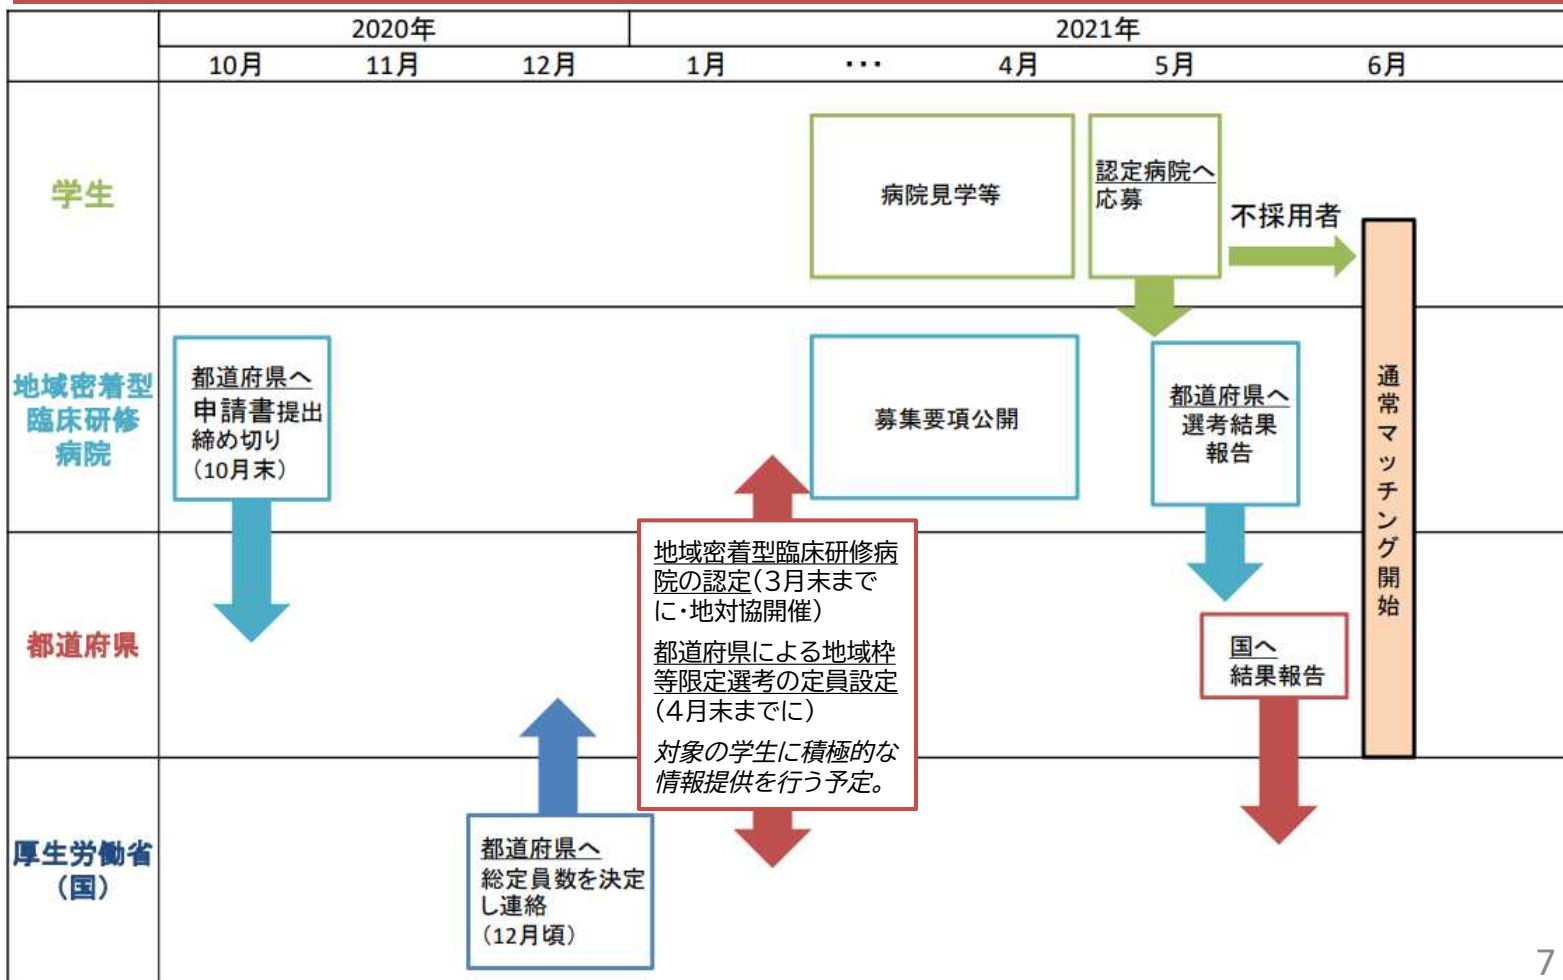 2020年
2021年
10月
11月
12月
1月
・・・
4月
5月
6月
学生
病院見学等
認定病院へ
応募
不採用者
地域密着型
臨床研修
病院
都道府県へ
申請書提出
締め切り
（10月末）
募集要項公開
都道府県へ
選考結果
報告
通常マッチング開始
都道府県
地域密着型臨床研修病
院の認定(3月末まで
に・地対協開催)
都道府県による地域枠
等限定選考の定員設定
(4月末までに)
対象の学生に積極的な
情報提供を行う予定。
国へ
結果報告
厚生労働省
（国）
都道府県へ
総定員数を決定
し連絡
（12月頃）
7